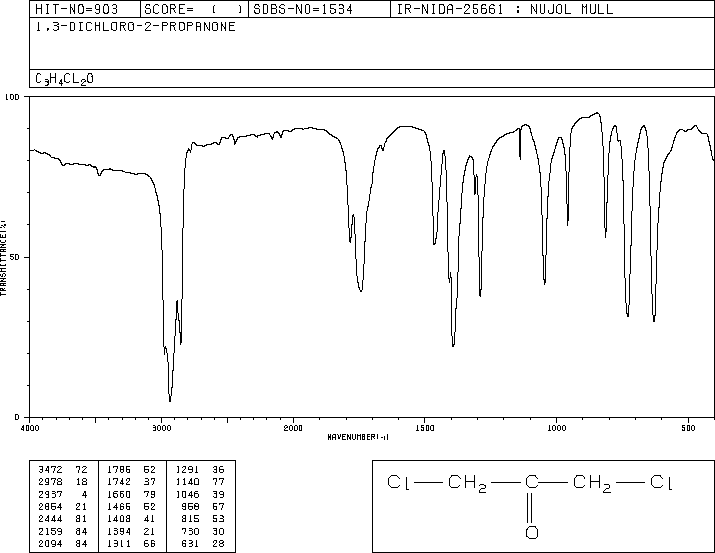 HIT-NO=903 SCORE= ( ) SDBS-NO=1534 IR-NIDA-25661 : NUJOL MULL
1,3-DICHLORO-2-PROPANONE
C3H4CL2O
100
TRANSMITTANCE(%)
50
0
4000 3000 2000 1500 1000 500
WAVENUMBER(-1)
3472 72 1786 52 1291 36
2978 18 1742 37 1140 77
2937 4 1660 79 1046 39
2864 21 1466 52 958 57
2444 81 1408 41 815 53
2159 84 1394 21 730 30
2094 84 1311 66 631 28
Cl CH2 C CH2 Cl
O